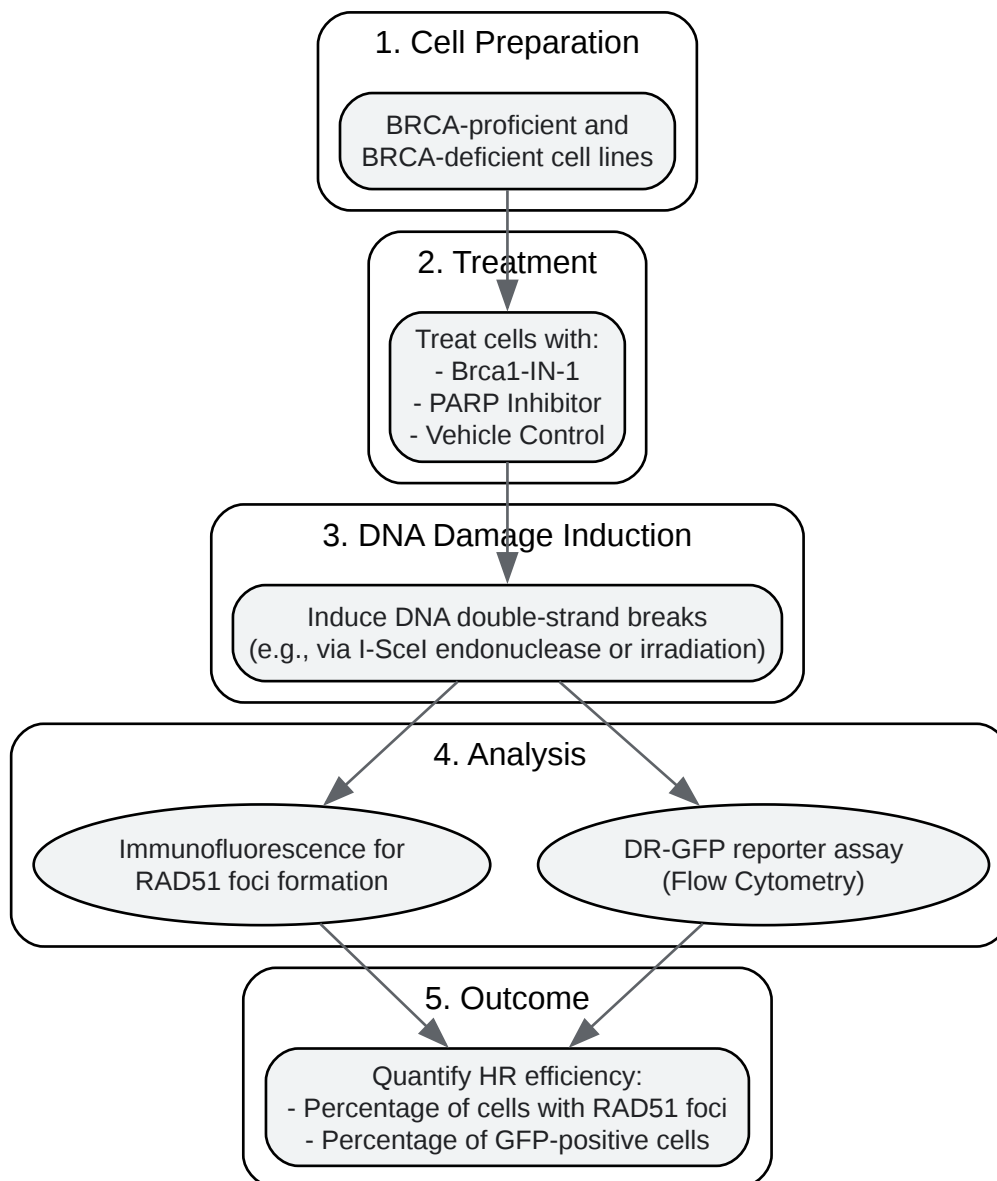 1. Cell Preparation
BRCA-proficient and
BRCA-deficient cell lines
2. Treatment
Treat cells with:
- Brca1-IN-1
- PARP Inhibitor
- Vehicle Control
3. DNA Damage Induction
Induce DNA double-strand breaks
(e.g., via I-SceI endonuclease or irradiation)
4. Analysis
Immunofluorescence for
RAD51 foci formation
DR-GFP reporter assay
(Flow Cytometry)
5. Outcome
Quantify HR efficiency:
- Percentage of cells with RAD51 foci
- Percentage of GFP-positive cells